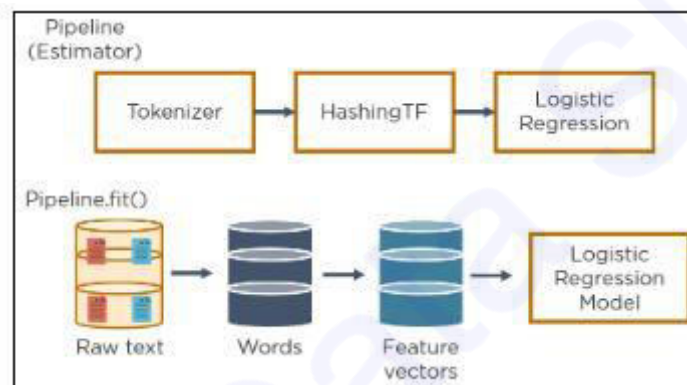 Pipeline
(Estimator)
Tokenizer
HashingTF
Logistic
Regression
Pipeline.fit()
Raw text
Words
Feature
vectors
Logistic
Regression
Model